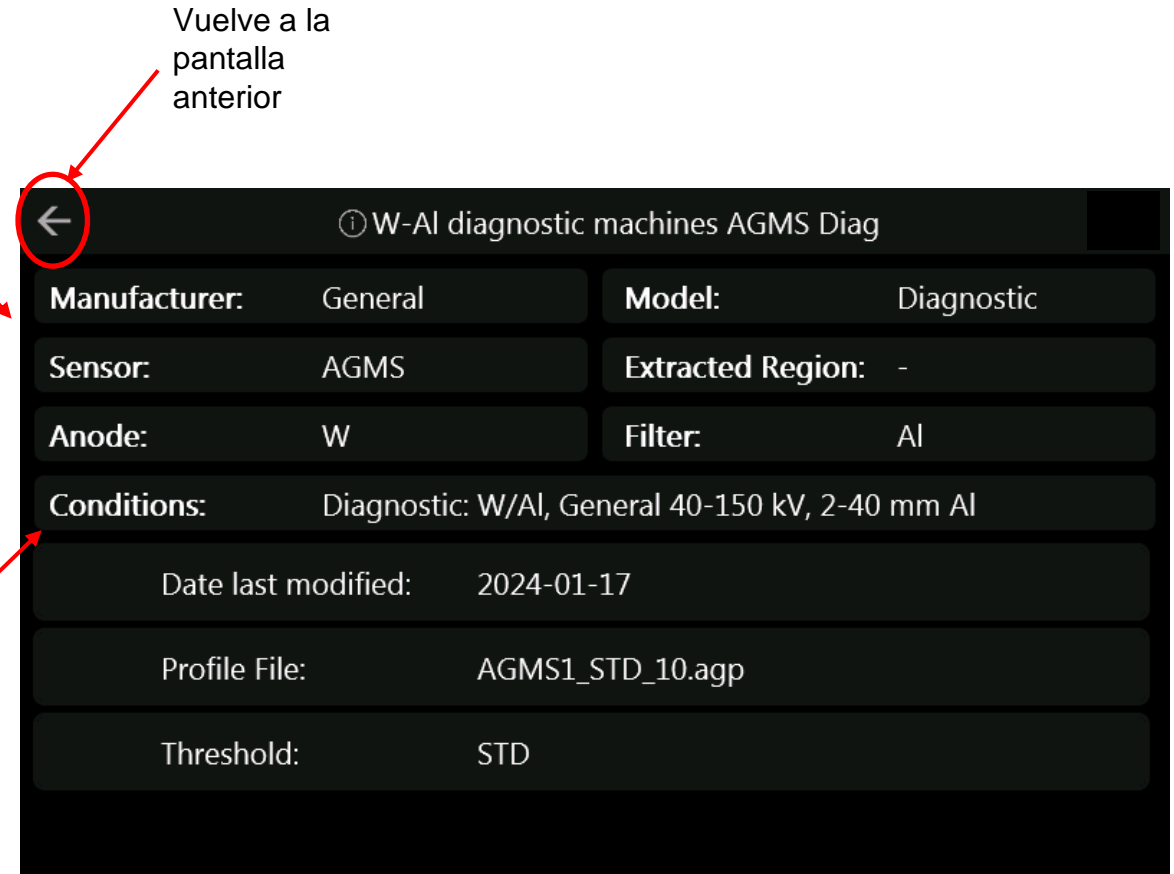 Vuelve a la
pantalla
anterior
W-Al diagnostic machines AGMS Diag
Manufacturer: General Model: Diagnostic
Sensor: AGMS Extracted Region: -
Anode: W Filter: Al
Conditions: Diagnostic: W/Al, General 40-150 kV, 2-40 mm Al
Date last modified: 2024-01-17
Profile File: AGMS1_STD_10.agp
Threshold: STD